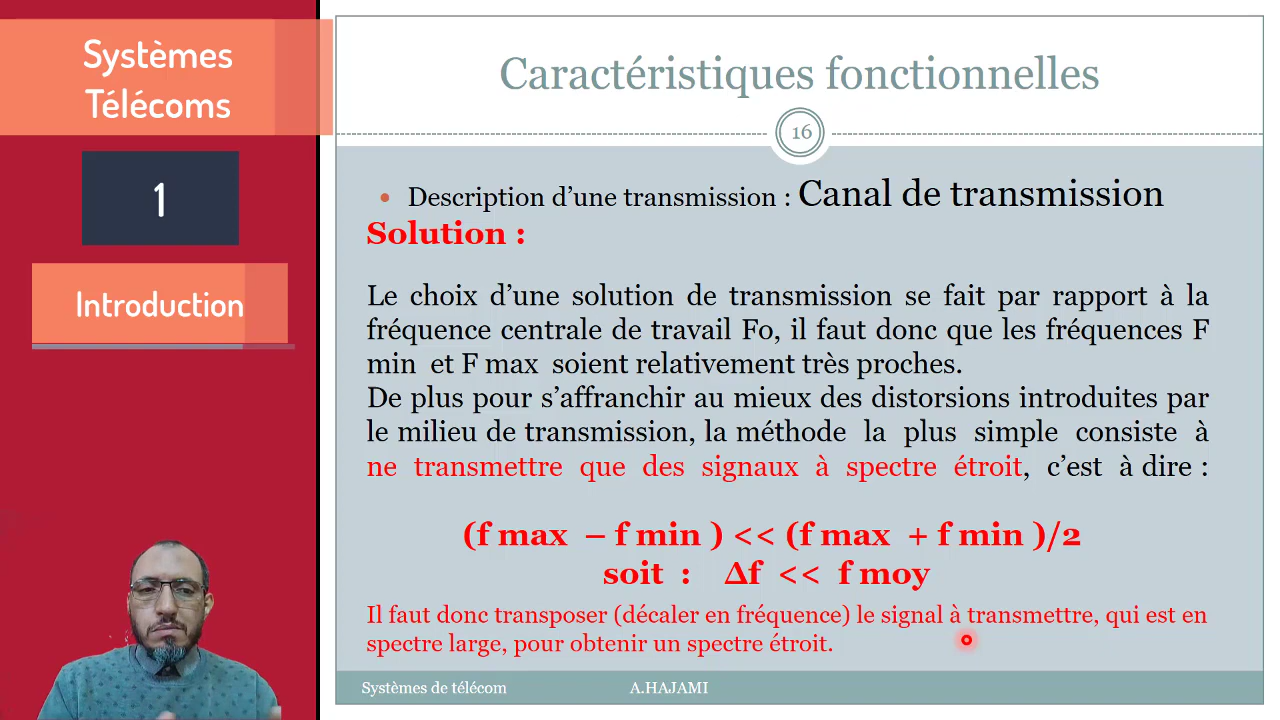 Systèmes
Télécoms
1
Introduction
Caractéristiques fonctionnelles
16
• Description d’une transmission : Canal de transmission
Solution :
Le choix d’une solution de transmission se fait par rapport à la
fréquence centrale de travail Fo, il faut donc que les fréquences F
min et F max soient relativement très proches.
De plus pour s’affranchir au mieux des distorsions introduites par
le milieu de transmission, la méthode la plus simple consiste à
ne transmettre que des signaux à spectre étroit, c’est à dire :
(f max – f min ) << (f max + f min )/2
soit : Δf << f moy
Il faut donc transposer (décaler en fréquence) le signal à transmettre, qui est en
spectre large, pour obtenir un spectre étroit.
Systèmes de télécom A.HAJAMI